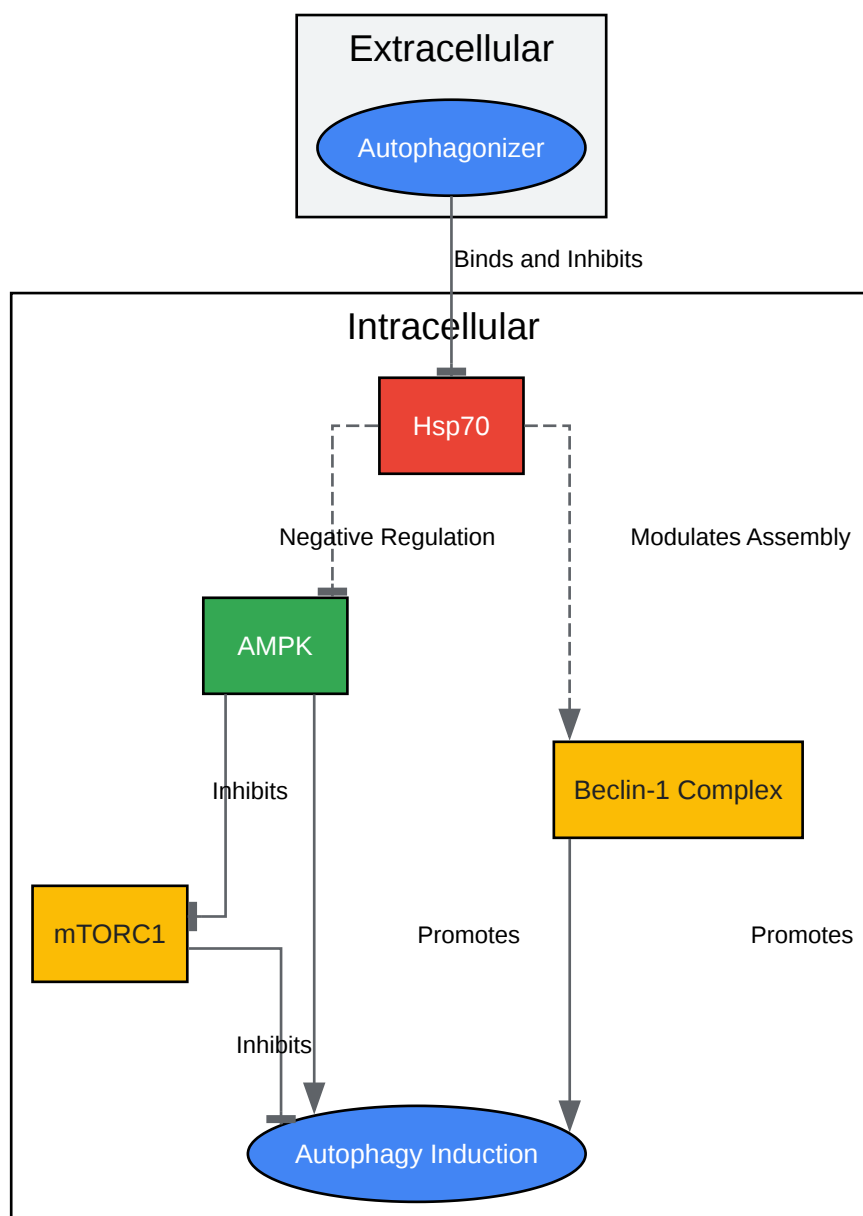 Extracellular
Autophagonizer
Binds and Inhibits
Intracellular
Hsp70
Negative Regulation
Modulates Assembly
AMPK
Inhibits
Beclin-1 Complex
mTORC1
Promotes
Promotes
Inhibits
Autophagy Induction